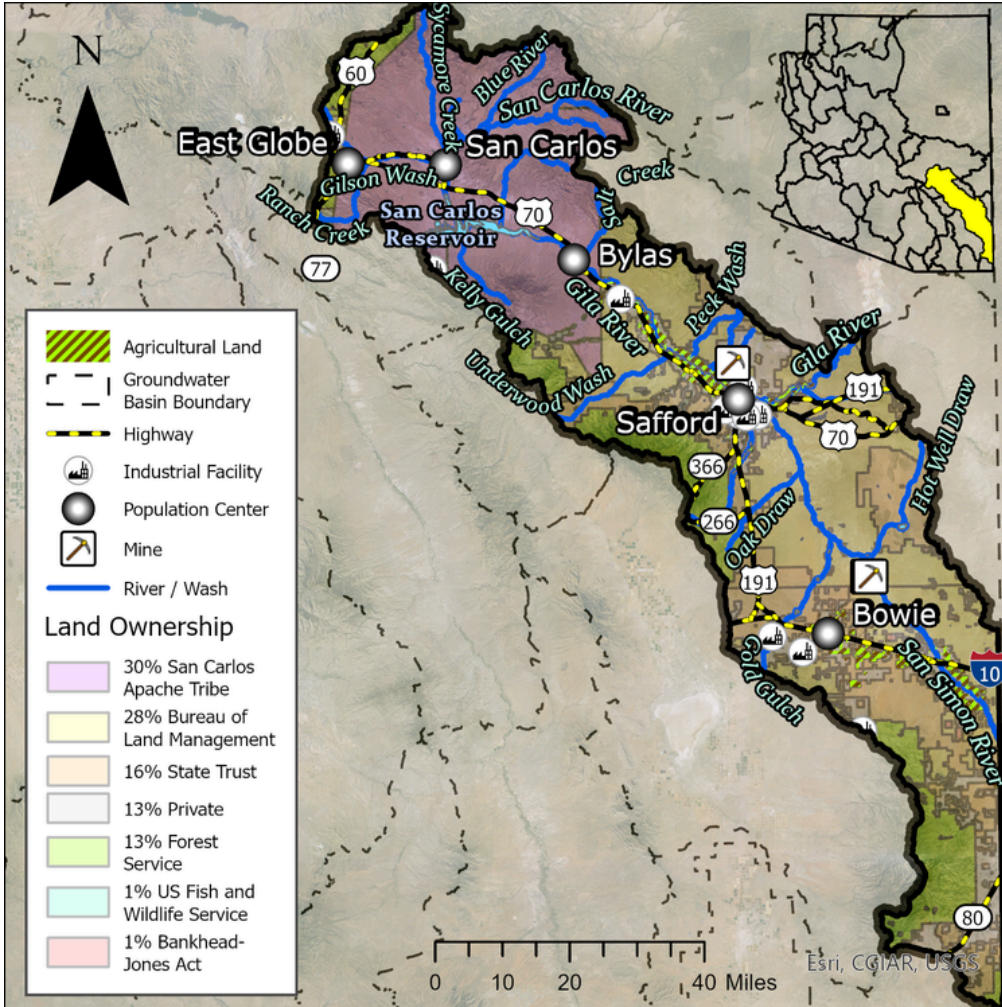 N
Sycamore Creek
Blue River
San Carlos River
60
East Globe
San Carlos
Gilson Wash
Salt Creek
Ranch Creek
San Carlos
Reservoir
70
77
Bylas
Kelly Gulch
Gila River
Peck Wash
Underwood Wash
Gila River
191
Safford
70
Hot Well Draw
366
266
Oak Draw
191
Bowie
Gold Gulch
San Simon River
10
80
Agricultural Land
Groundwater
Basin Boundary
Highway
Industrial Facility
Population Center
Mine
River / Wash
Land Ownership
30% San Carlos
Apache Tribe
28% Bureau of
Land Management
16% State Trust
13% Private
13% Forest
Service
1% US Fish and
Wildlife Service
1% Bankhead-
Jones Act
0 10 20 40 Miles
Esri, CGIAR, USGS